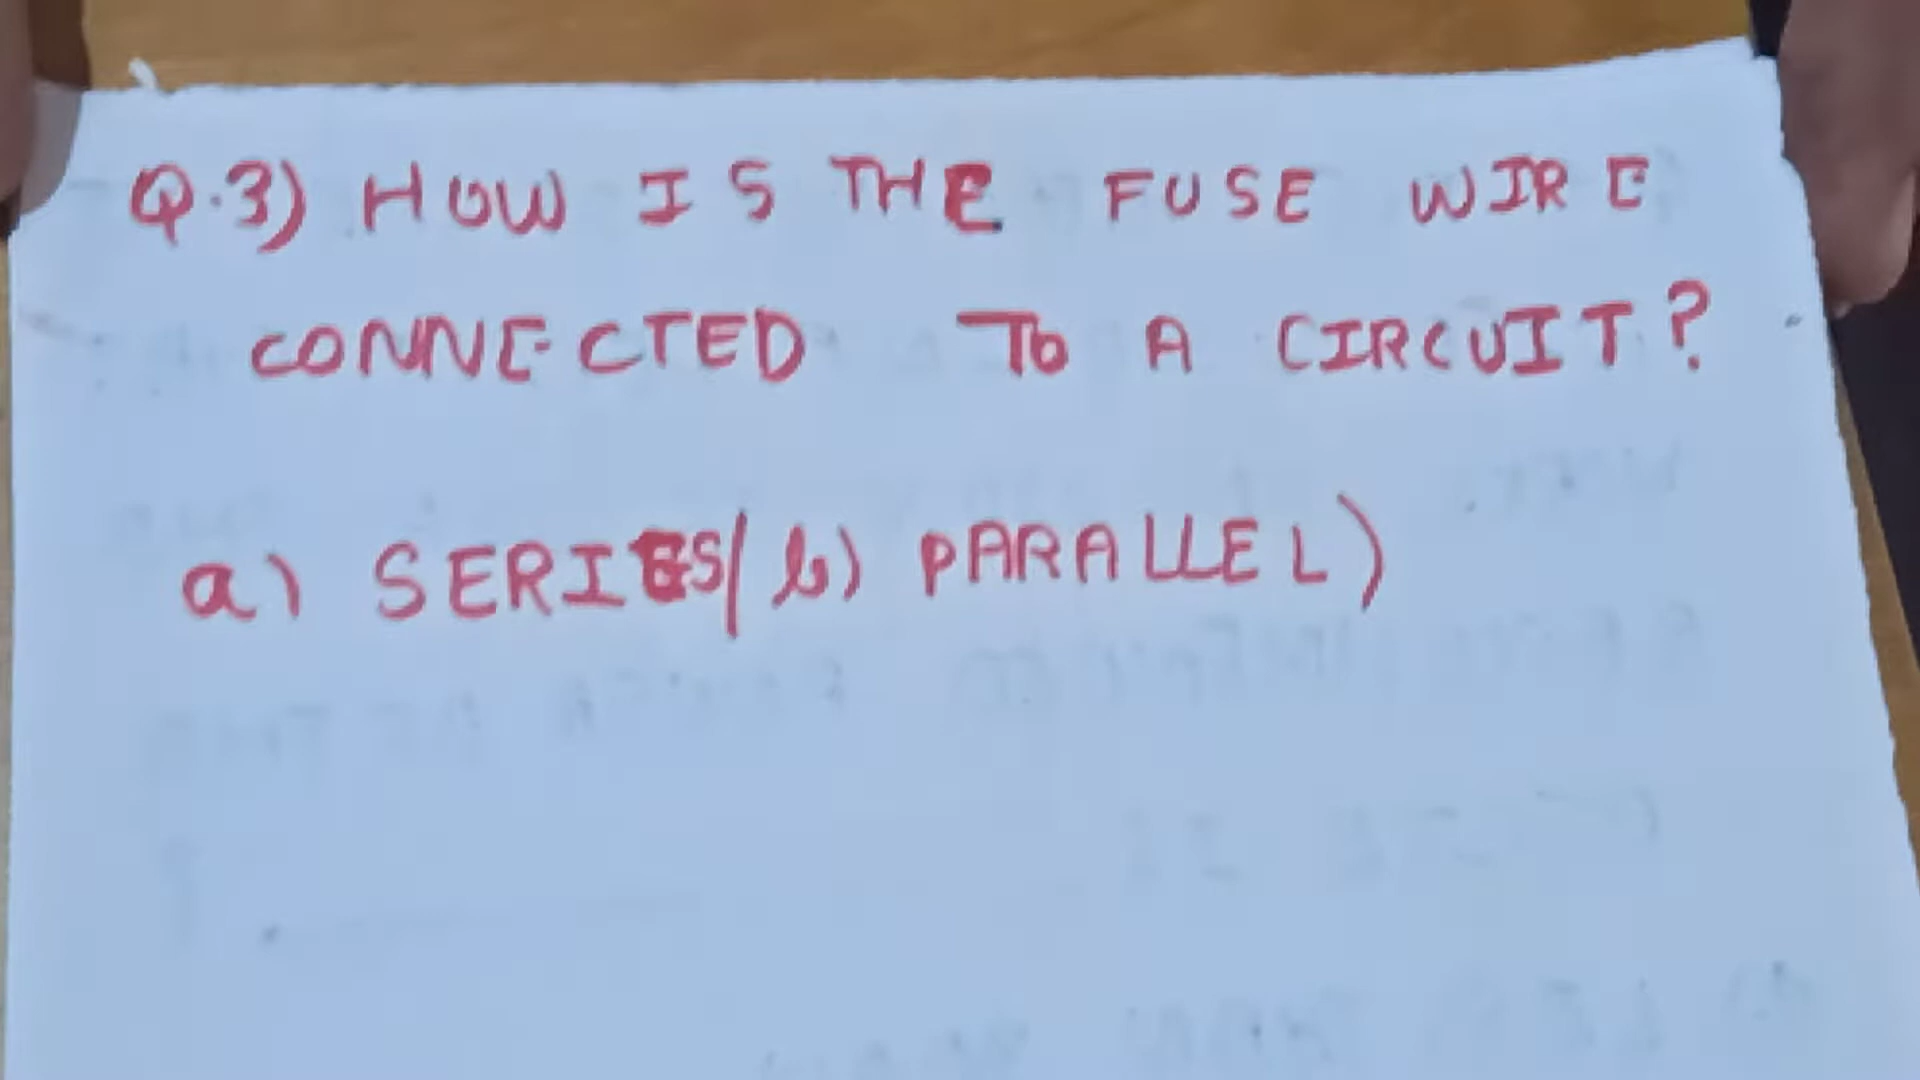 Q.3) HOW IS THE FUSE WIRE
CONNECTED TO A CIRCUIT?
a) SERIES/ b) PARALLEL)